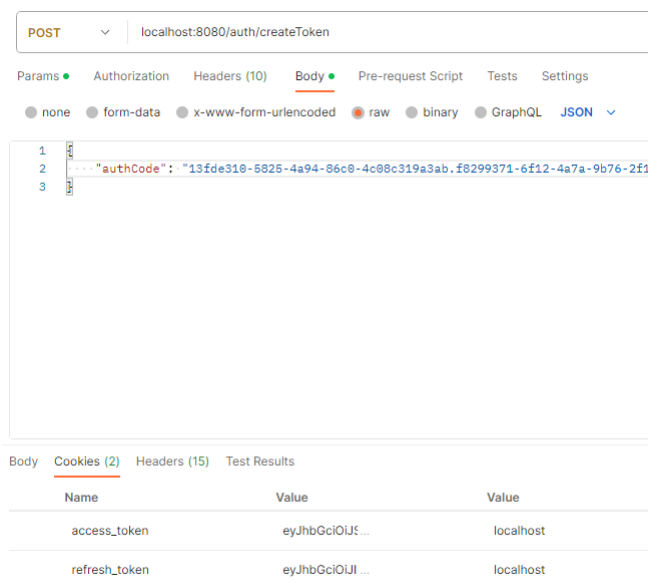 POST localhost:8080/auth/createToken
Params Authorization Headers (10) Body Pre-request Script Tests Settings
none form-data x-www-form-urlencoded raw binary GraphQL JSON
1 {
2 "authCode": "13fde310-5825-4a94-86c0-4c08c319a3ab.f8299371-6f12-4a7a-9b76-2f1
3 }
Body Cookies (2) Headers (15) Test Results
Name Value Value
access_token eyJhbGciOiJS... localhost
refresh_token eyJhbGciOiJI... localhost